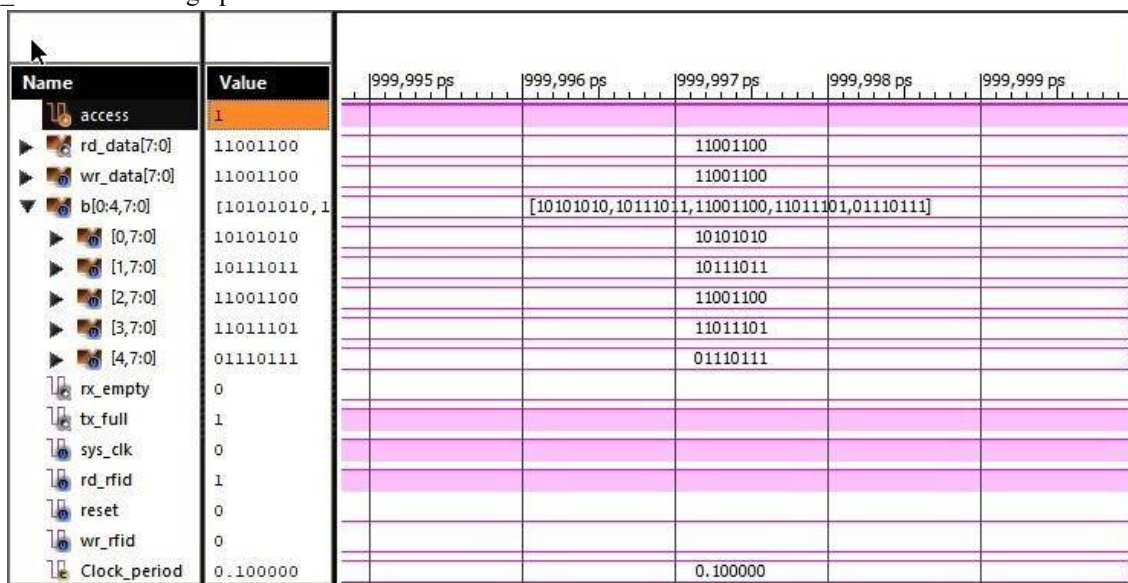 Name Value 999,995 ps 999,996 ps 999,997 ps 999,998 ps 999,999 ps
access 1
rd_data[7:0] 11001100 11001100
wr_data[7:0] 11001100 11001100
b[0:4,7:0] [10101010,1 [10101010,10111011,11001100,11011101,01110111]
[0,7:0] 10101010 10101010
[1,7:0] 10111011 10111011
[2,7:0] 11001100 11001100
[3,7:0] 11011101 11011101
[4,7:0] 01110111 01110111
rx_empty 0
tx_full 1
sys_clk 0
rd_rfid 1
reset 0
wr_rfid 0
Clock_period 0.100000 0.100000